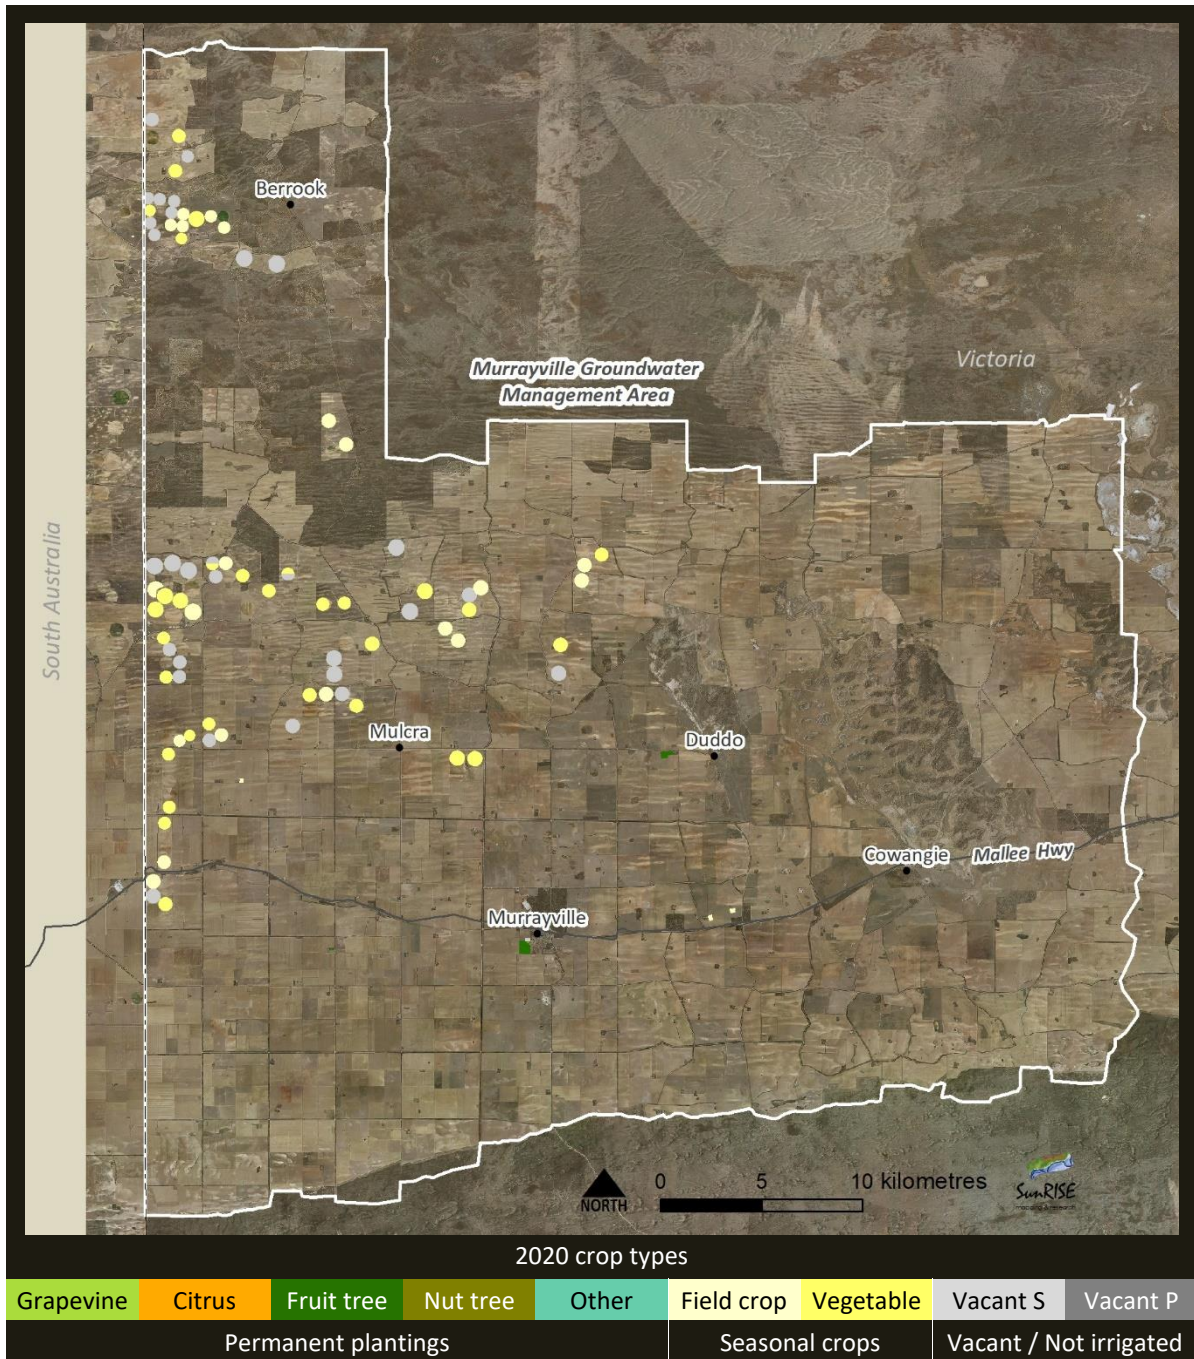 Berrook
Murrayville Groundwater
Management Area
Victoria
South Australia
Mulcra
Duddo
Cowangie
Mallee Hwy
Murrayville
NORTH
0 5 10 kilometres
SunRISE
2020 crop types
Grapevine Citrus Fruit tree Nut tree Other Field crop Vegetable Vacant S Vacant P
Permanent plantings Seasonal crops Vacant / Not irrigated